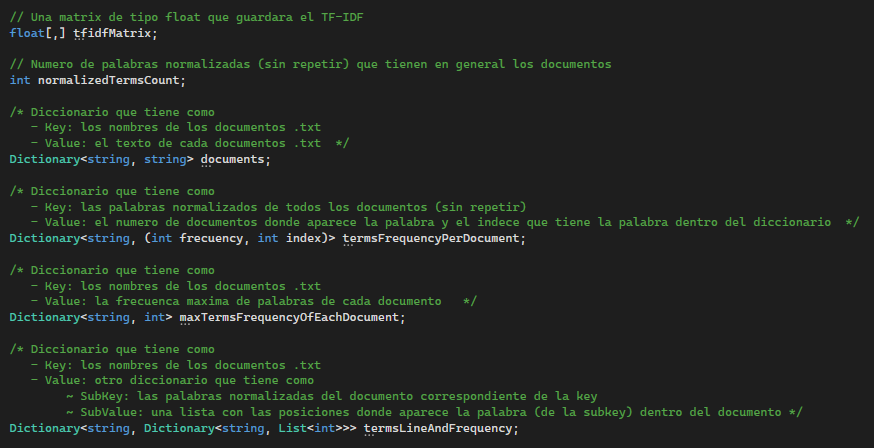 // Una matrix de tipo float que guardara el TF-IDF
float[,] tfidfMatrix;
// Numero de palabras normalizadas (sin repetir) que tienen en general los documentos
int normalizedTermsCount;
/* Diccionario que tiene como
- Key: los nombres de los documentos .txt
- Value: el texto de cada documentos .txt */
Dictionary<string, string> documents;
/* Diccionario que tiene como
- Key: las palabras normalizados de todos los documentos (sin repetir)
- Value: el numero de documentos donde aparece la palabra y el indece que tiene la palabra dentro del diccionario */
Dictionary<string, (int frecuency, int index)> termsFrequencyPerDocument;
/* Diccionario que tiene como
- Key: los nombres de los documentos .txt
- Value: la frecuenca maxima de palabras de cada documento */
Dictionary<string, int> maxTermsFrequencyOfEachDocument;
/* Diccionario que tiene como
- Key: los nombres de los documentos .txt
- Value: otro diccionario que tiene como
~ SubKey: las palabras normalizadas del documento correspondiente de la key
~ SubValue: una lista con las posiciones donde aparece la palabra (de la subkey) dentro del documento */
Dictionary<string, Dictionary<string, List<int>>> termsLineAndFrequency;